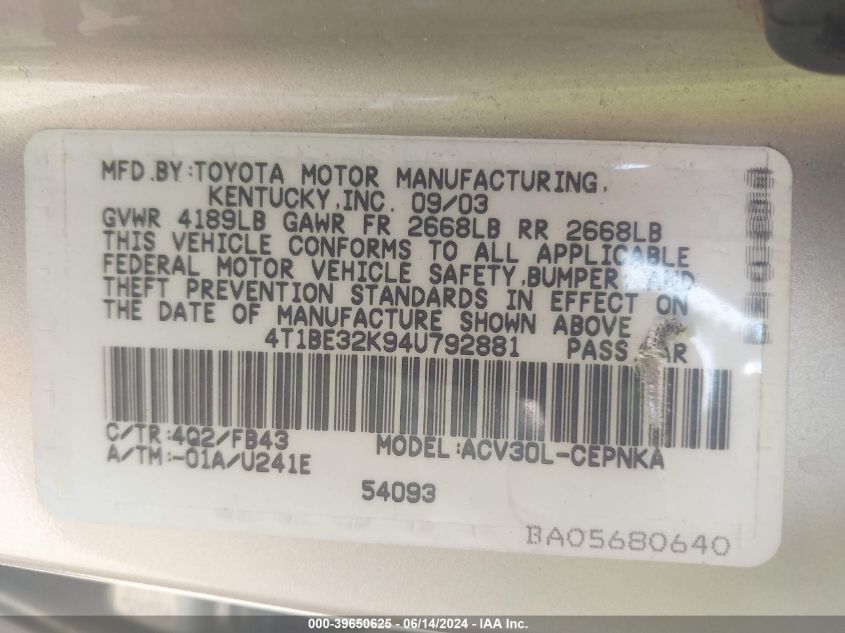 MFD.BY:TOYOTA MOTOR MANUFACTURING,
KENTUCKY,INC. 09/03
GVWR 4189LB GAWR FR 2668LB RR 2668LB
THIS VEHICLE CONFORMS TO ALL APPLICABLE
FEDERAL MOTOR VEHICLE SAFETY,BUMPER AND
THEFT PREVENTION STANDARDS IN EFFECT ON
THE DATE OF MANUFACTURE SHOWN ABOVE
4T1BE32K94U792881 PASS
C/TR:4Q2/FB43 MODEL:ACV30L-CEPNKA
A/TM:-01A/U241E
54093
BA05680640
000-39650625 - 06/14/2024 - IAA Inc.